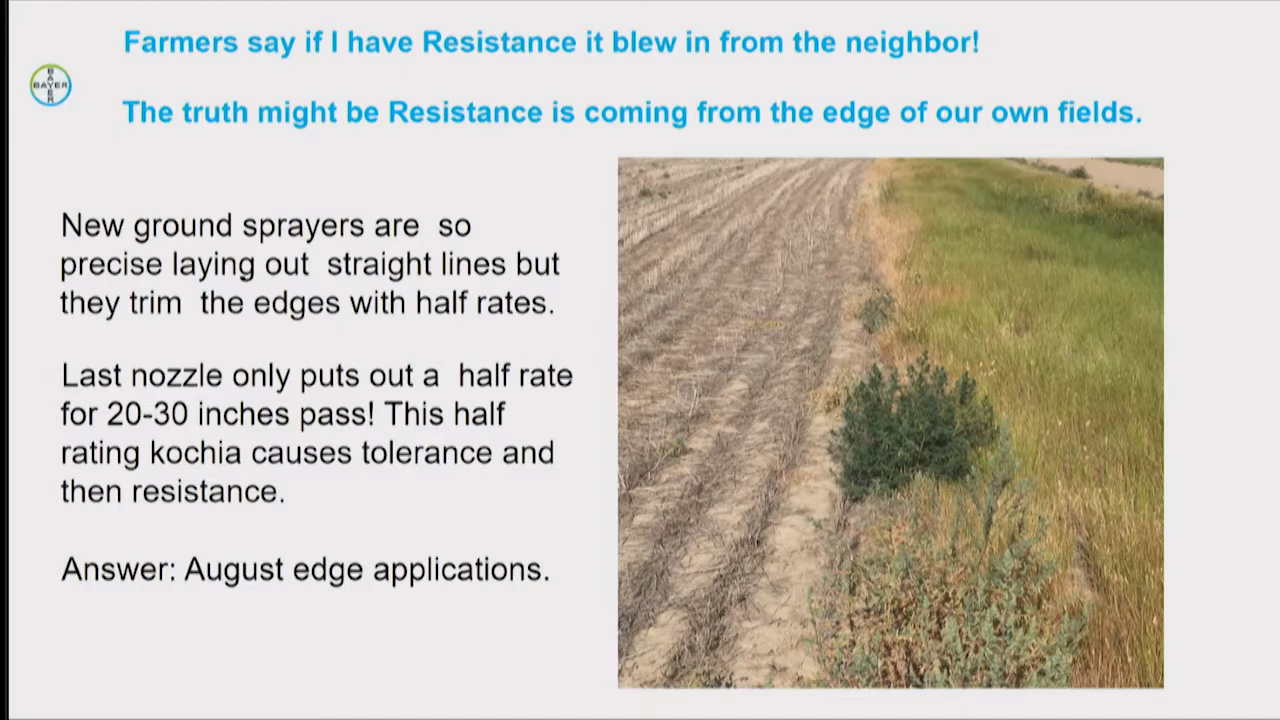 Farmers say if I have Resistance it blew in from the neighbor!
BAYER
BAYER
The truth might be Resistance is coming from the edge of our own fields.
New ground sprayers are so
precise laying out straight lines but
they trim the edges with half rates.
Last nozzle only puts out a half rate
for 20-30 inches pass! This half
rating kochia causes tolerance and
then resistance.
Answer: August edge applications.